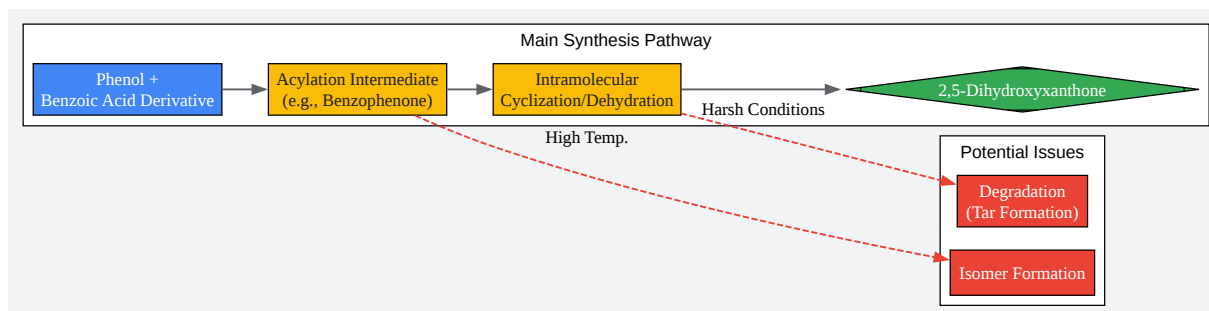 Main Synthesis Pathway
Phenol +
Benzoic Acid Derivative
Acylation Intermediate
(e.g., Benzophenone)
Intramolecular
Cyclization/Dehydration
2,5-Dihydroxyxanthone
Harsh Conditions
High Temp.
Potential Issues
Degradation
(Tar Formation)
Isomer Formation